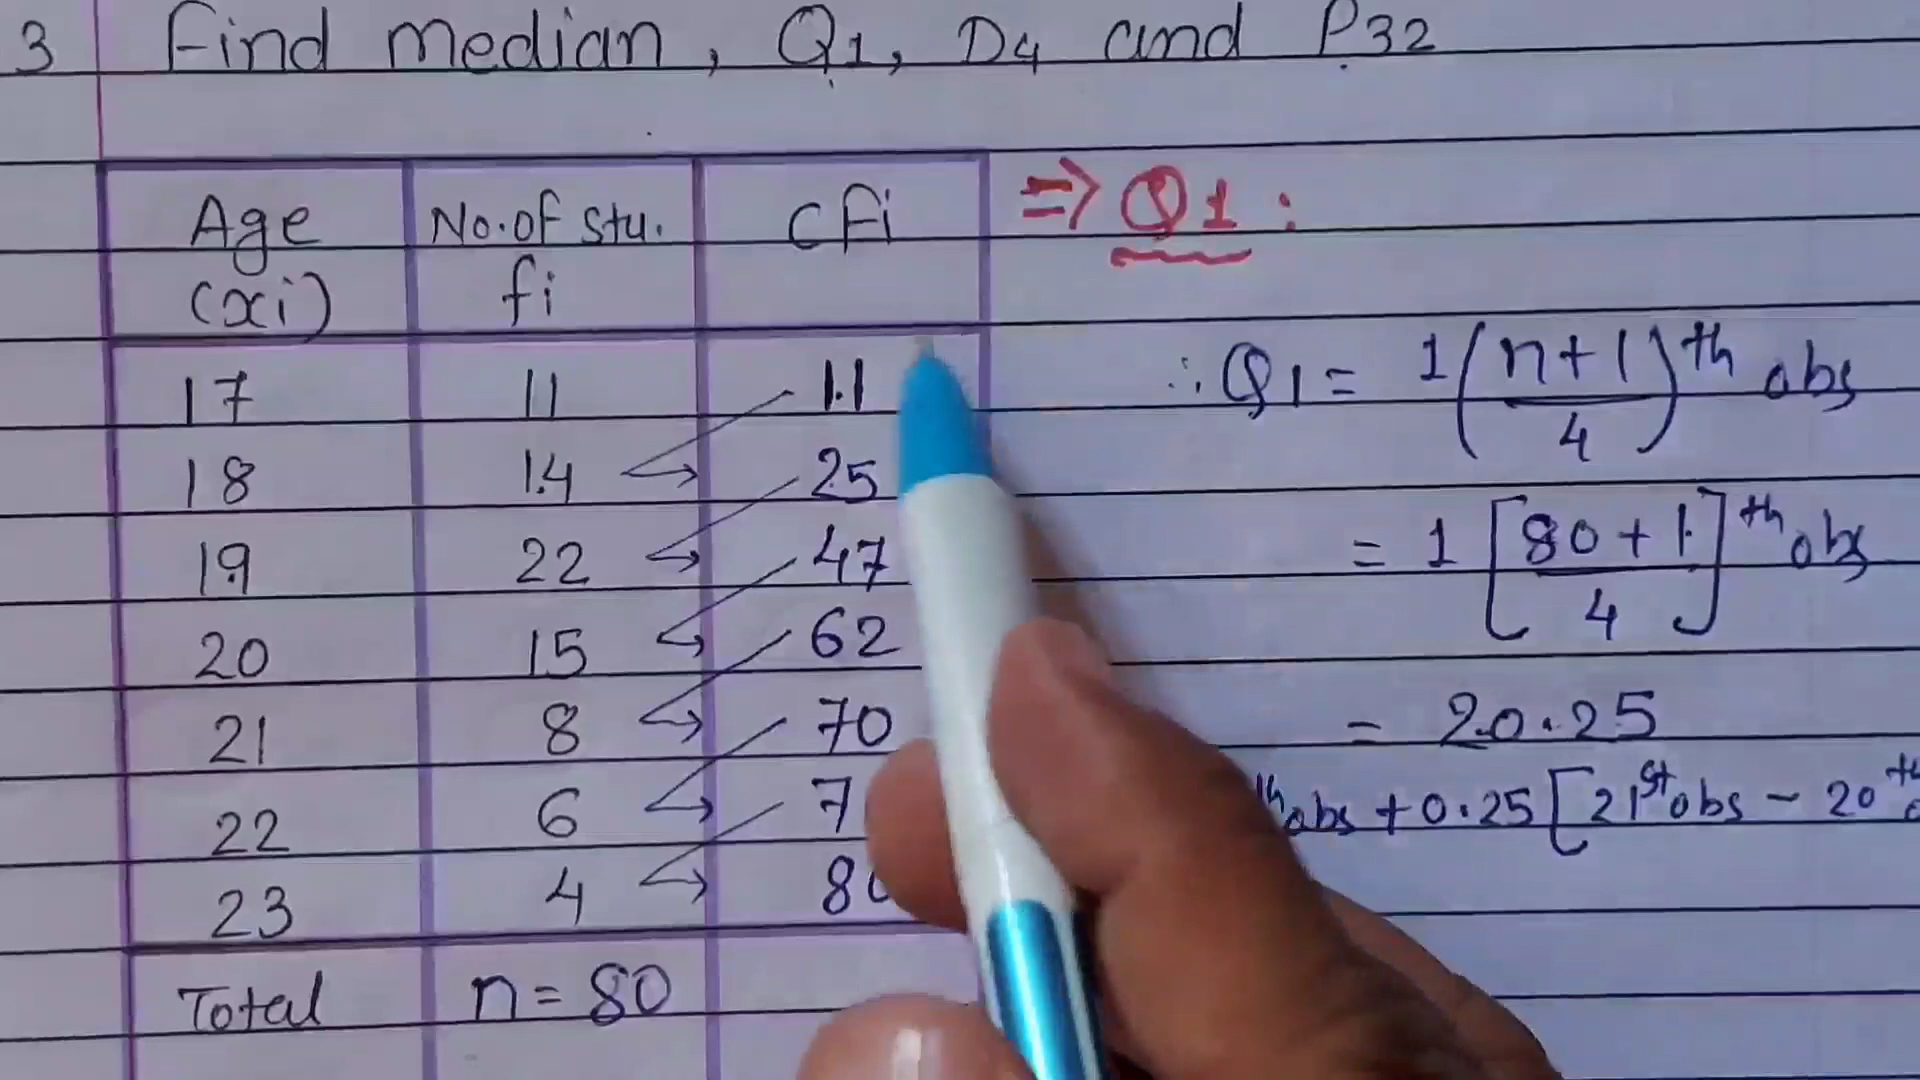 3 Find median, Q1, D4 and P32
Age (xi) No. of stu. fi cfi
17 11 11
18 14 25
19 22 47
20 15 62
21 8 70
22 6 7
23 4 80
Total n = 80
=> Q1 :
∴ Q1 = 1(n+1/4)th obs
= 1[80+1/4]th obs
= 20.25
th obs + 0.25[21st obs - 20th